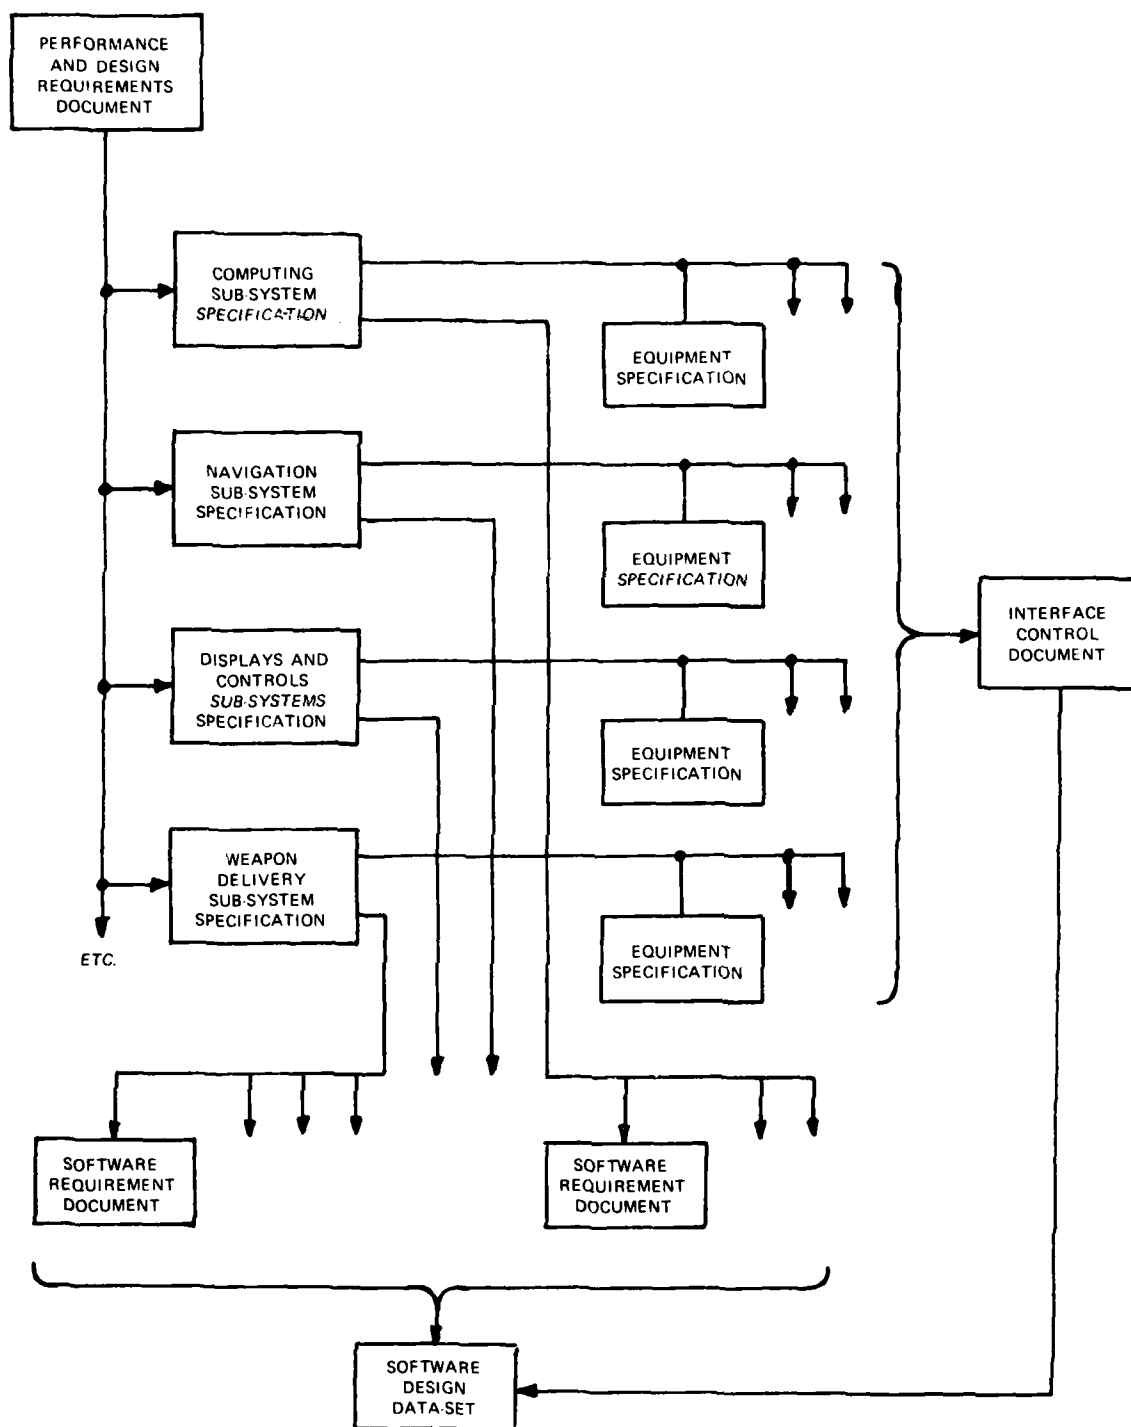 PERFORMANCE
AND DESIGN
REQUIREMENTS
DOCUMENT
COMPUTING
SUB-SYSTEM
SPECIFICATION
EQUIPMENT
SPECIFICATION
NAVIGATION
SUB-SYSTEM
SPECIFICATION
EQUIPMENT
SPECIFICATION
INTERFACE
CONTROL
DOCUMENT
DISPLAYS AND
CONTROLS
SUB-SYSTEMS
SPECIFICATION
EQUIPMENT
SPECIFICATION
WEAPON
DELIVERY
SUB-SYSTEM
SPECIFICATION
EQUIPMENT
SPECIFICATION
ETC.
SOFTWARE
REQUIREMENT
DOCUMENT
SOFTWARE
REQUIREMENT
DOCUMENT
SOFTWARE
DESIGN
DATA-SET